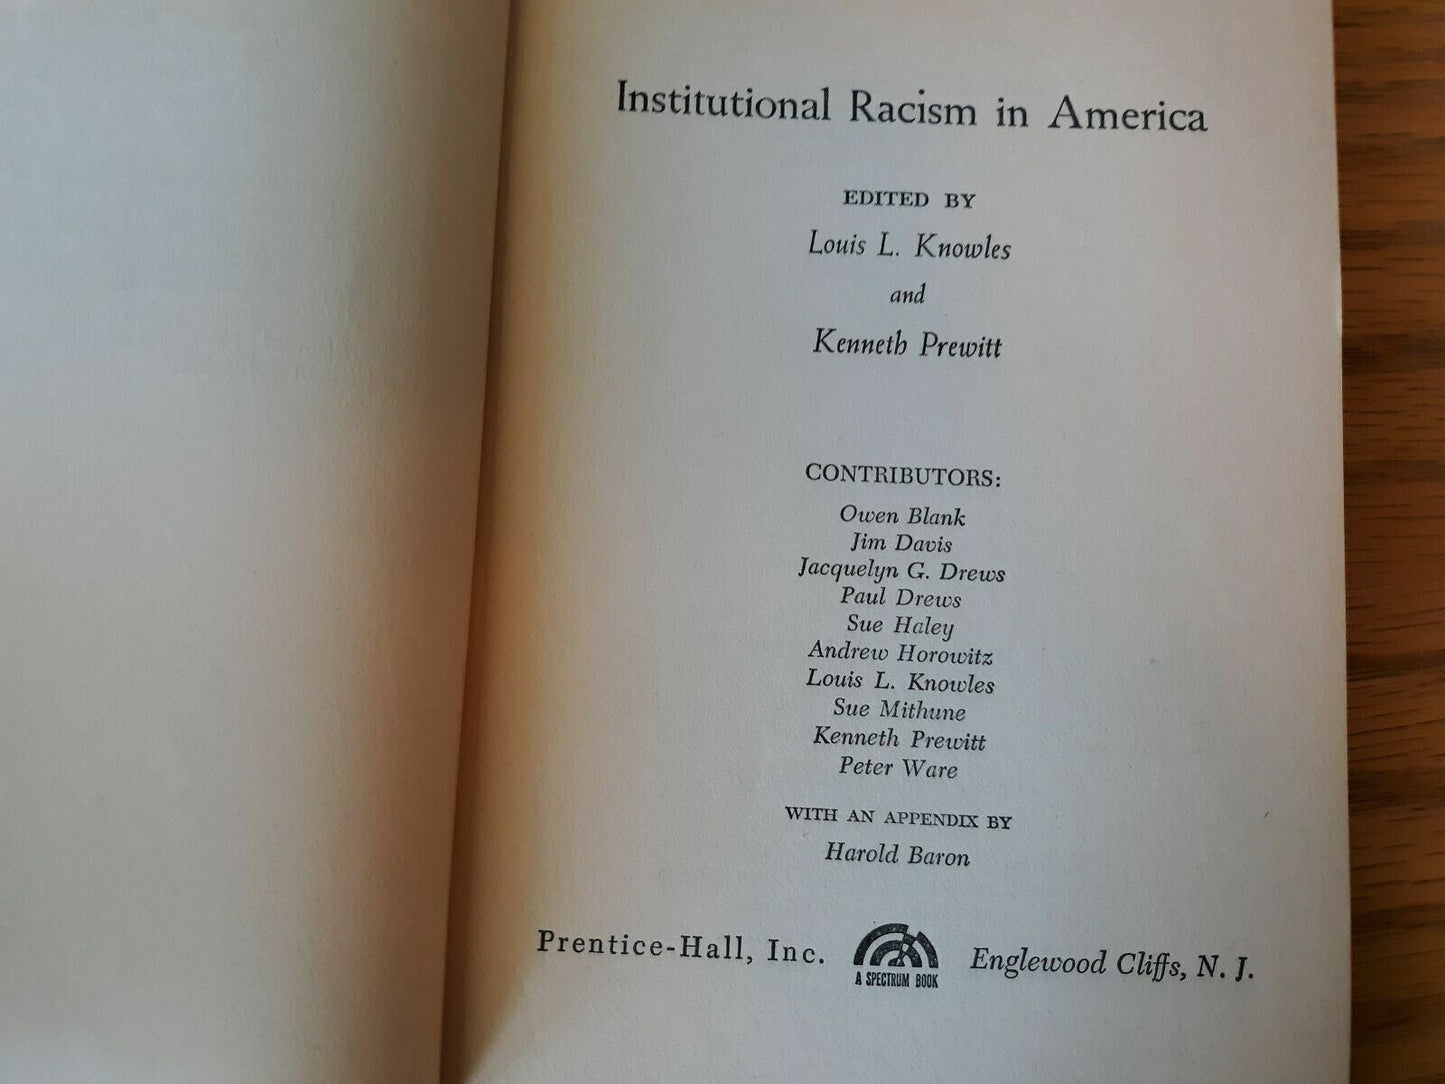 Institutional Racism in America
EDITED BY
Louis L. Knowles
and
Kenneth Prewitt
CONTRIBUTORS:
Owen Blank
Jim Davis
Jacquelyn G. Drews
Paul Drews
Sue Haley
Andrew Horowitz
Louis L. Knowles
Sue Mithune
Kenneth Prewitt
Peter Ware
WITH AN APPENDIX BY
Harold Baron
Prentice-Hall, Inc.
A SPECTRUM BOOK
Englewood Cliffs, N. J.